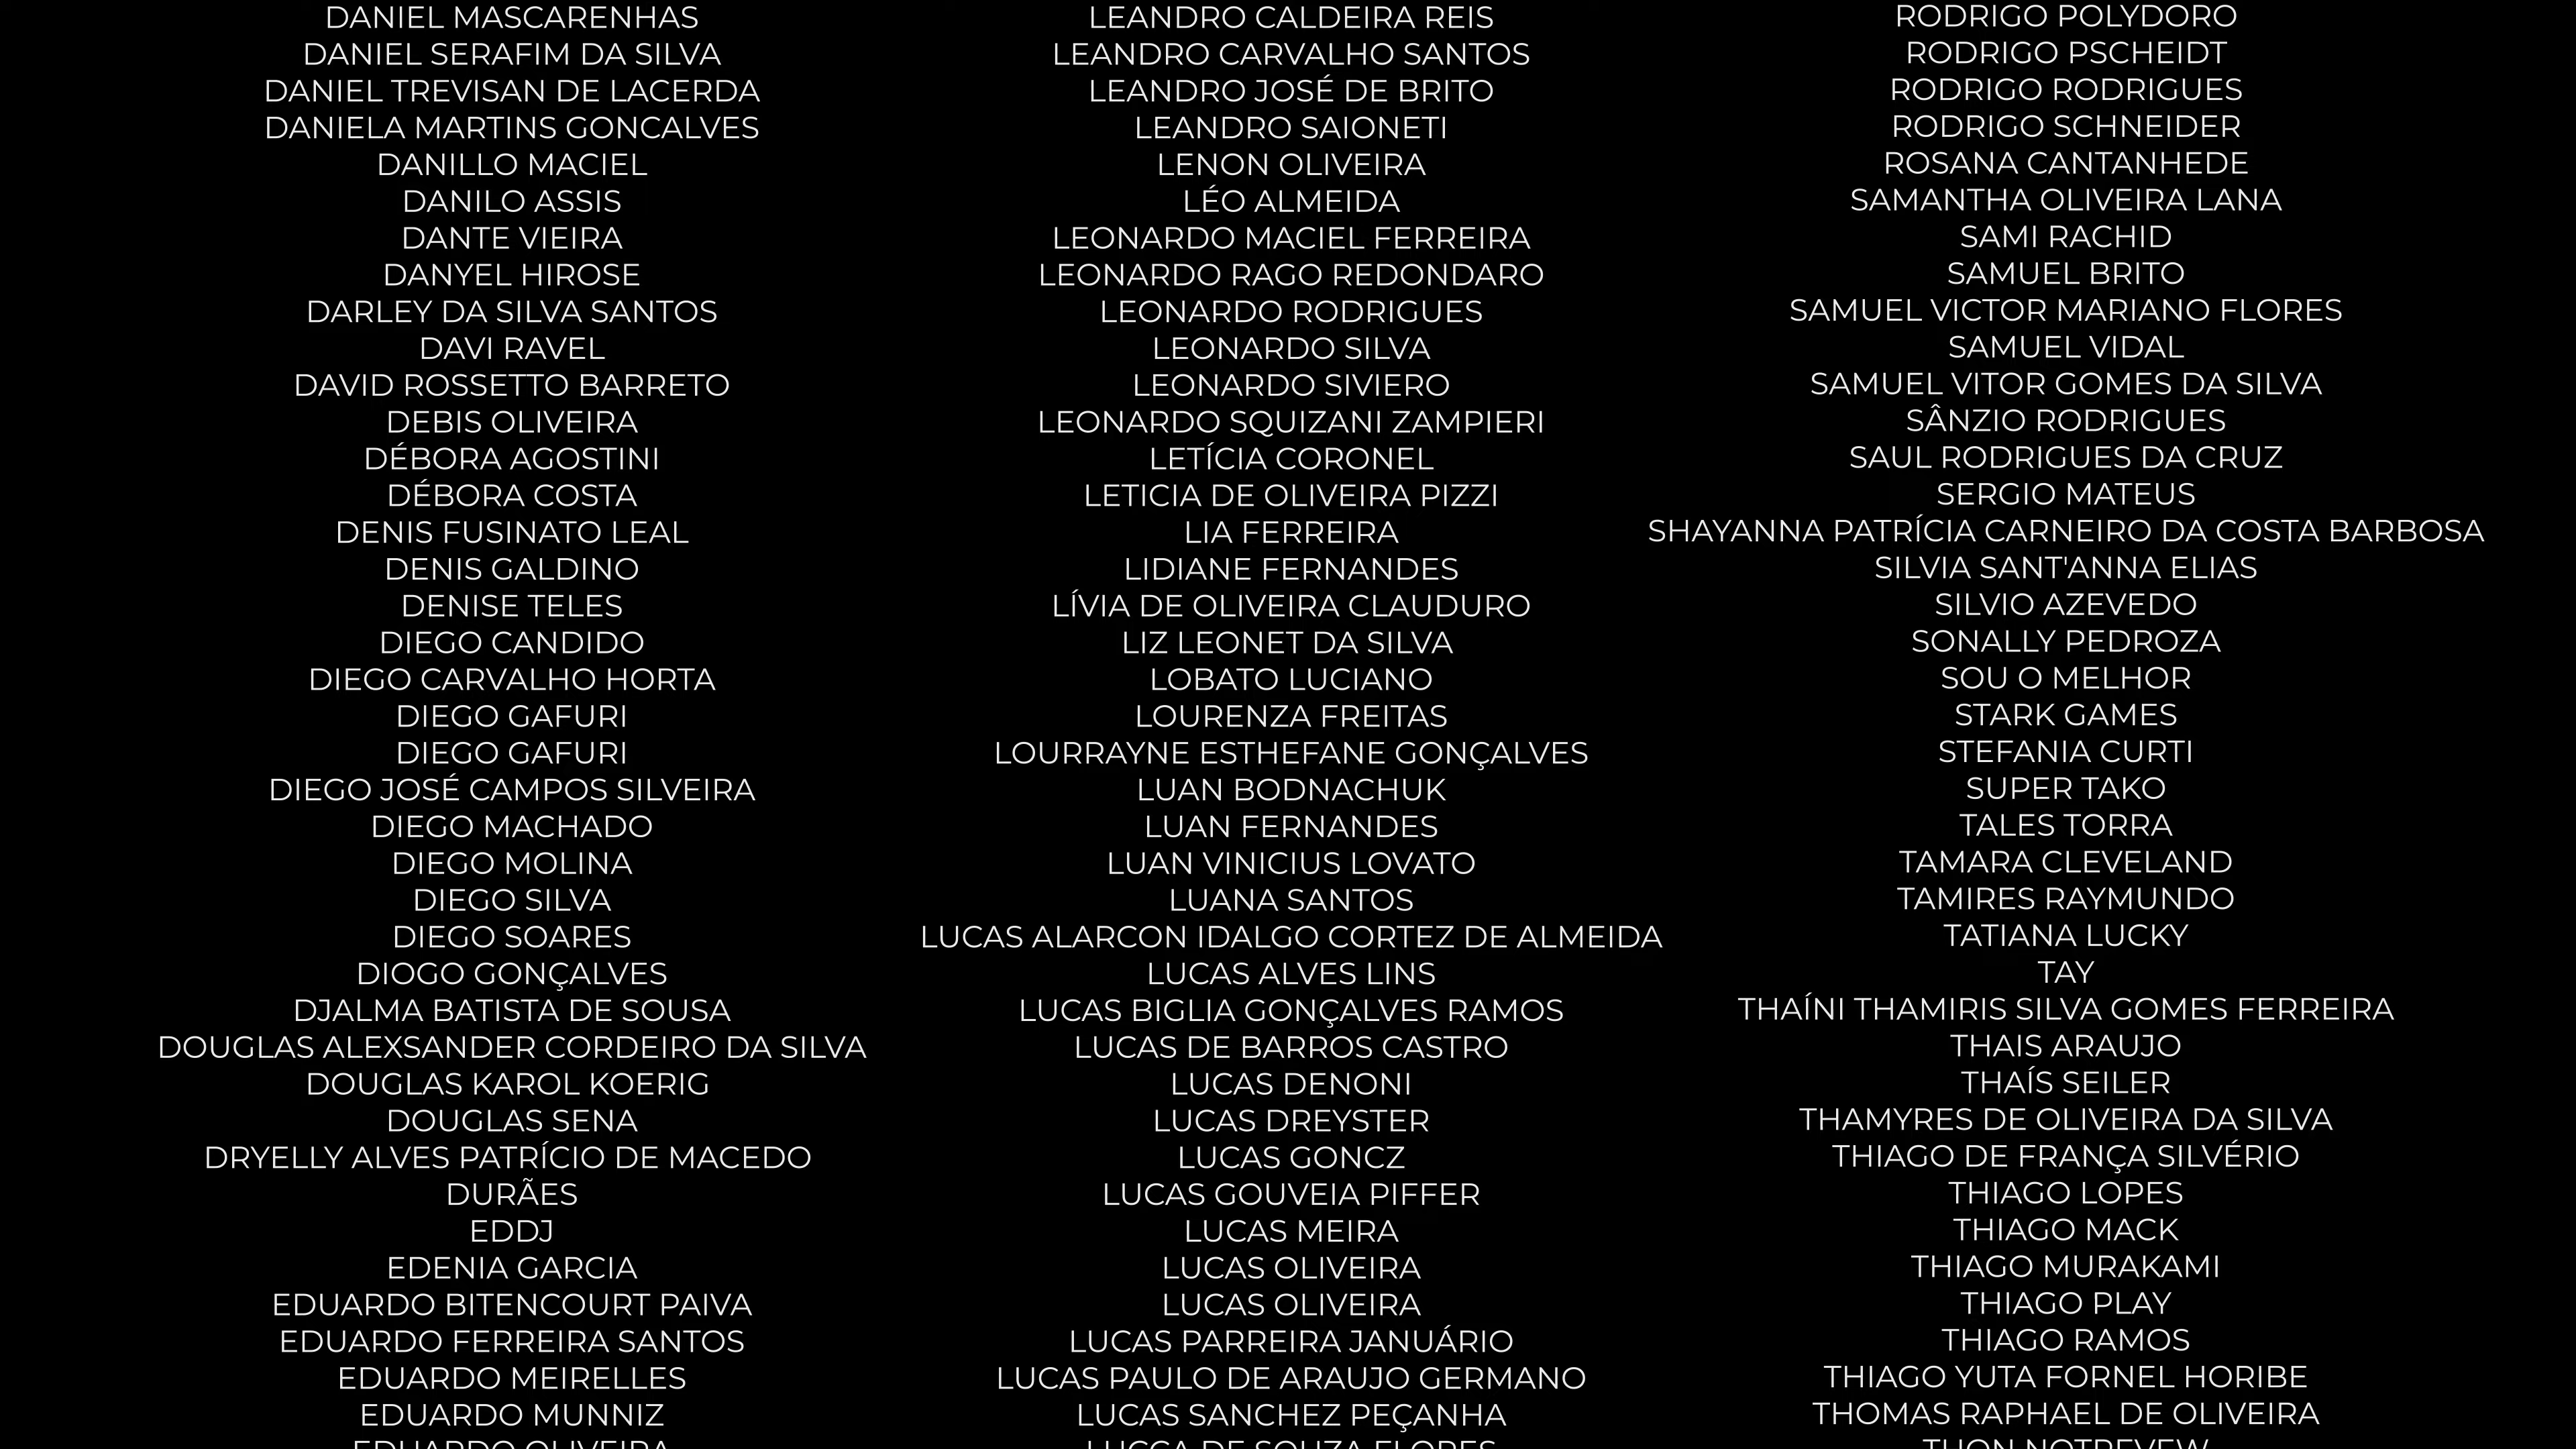 DANIEL MASCARENHAS
DANIEL SERAFIM DA SILVA
DANIEL TREVISAN DE LACERDA
DANIELA MARTINS GONCALVES
DANILLO MACIEL
DANILO ASSIS
DANTE VIEIRA
DANYEL HIROSE
DARLEY DA SILVA SANTOS
DAVI RAVEL
DAVID ROSSETTO BARRETO
DEBIS OLIVEIRA
DÉBORA AGOSTINI
DÉBORA COSTA
DENIS FUSINATO LEAL
DENIS GALDINO
DENISE TELES
DIEGO CANDIDO
DIEGO CARVALHO HORTA
DIEGO GAFURI
DIEGO GAFURI
DIEGO JOSÉ CAMPOS SILVEIRA
DIEGO MACHADO
DIEGO MOLINA
DIEGO SILVA
DIEGO SOARES
DIOGO GONÇALVES
DJALMA BATISTA DE SOUSA
DOUGLAS ALEXSANDER CORDEIRO DA SILVA
DOUGLAS KAROL KOERIG
DOUGLAS SENA
DRYELLY ALVES PATRÍCIO DE MACEDO
DURÃES
EDDJ
EDENIA GARCIA
EDUARDO BITENCOURT PAIVA
EDUARDO FERREIRA SANTOS
EDUARDO MEIRELLES
EDUARDO MUNNIZ
EDUARDO OLIVEIRA
LEANDRO CALDEIRA REIS
LEANDRO CARVALHO SANTOS
LEANDRO JOSÉ DE BRITO
LEANDRO SAIONETI
LENON OLIVEIRA
LÉO ALMEIDA
LEONARDO MACIEL FERREIRA
LEONARDO RAGO REDONDARO
LEONARDO RODRIGUES
LEONARDO SILVA
LEONARDO SIVIERO
LEONARDO SQUIZANI ZAMPIERI
LETÍCIA CORONEL
LETICIA DE OLIVEIRA PIZZI
LIA FERREIRA
LIDIANE FERNANDES
LÍVIA DE OLIVEIRA CLAUDURO
LIZ LEONET DA SILVA
LOBATO LUCIANO
LOURENZA FREITAS
LOURRAYNE ESTHEFANE GONÇALVES
LUAN BODNACHUK
LUAN FERNANDES
LUAN VINICIUS LOVATO
LUANA SANTOS
LUCAS ALARCON IDALGO CORTEZ DE ALMEIDA
LUCAS ALVES LINS
LUCAS BIGLIA GONÇALVES RAMOS
LUCAS DE BARROS CASTRO
LUCAS DENONI
LUCAS DREYSTER
LUCAS GONCZ
LUCAS GOUVEIA PIFFER
LUCAS MEIRA
LUCAS OLIVEIRA
LUCAS OLIVEIRA
LUCAS PARREIRA JANUÁRIO
LUCAS PAULO DE ARAUJO GERMANO
LUCAS SANCHEZ PEÇANHA
LUCCA DE SOUZA FLORES
RODRIGO POLYDORO
RODRIGO PSCHEIDT
RODRIGO RODRIGUES
RODRIGO SCHNEIDER
ROSANA CANTANHEDE
SAMANTHA OLIVEIRA LANA
SAMI RACHID
SAMUEL BRITO
SAMUEL VICTOR MARIANO FLORES
SAMUEL VIDAL
SAMUEL VITOR GOMES DA SILVA
SÂNZIO RODRIGUES
SAUL RODRIGUES DA CRUZ
SERGIO MATEUS
SHAYANNA PATRÍCIA CARNEIRO DA COSTA BARBOSA
SILVIA SANT'ANNA ELIAS
SILVIO AZEVEDO
SONALLY PEDROZA
SOU O MELHOR
STARK GAMES
STEFANIA CURTI
SUPER TAKO
TALES TORRA
TAMARA CLEVELAND
TAMIRES RAYMUNDO
TATIANA LUCKY
TAY
THAÍNI THAMIRIS SILVA GOMES FERREIRA
THAIS ARAUJO
THAÍS SEILER
THAMYRES DE OLIVEIRA DA SILVA
THIAGO DE FRANÇA SILVÉRIO
THIAGO LOPES
THIAGO MACK
THIAGO MURAKAMI
THIAGO PLAY
THIAGO RAMOS
THIAGO YUTA FORNEL HORIBE
THOMAS RAPHAEL DE OLIVEIRA